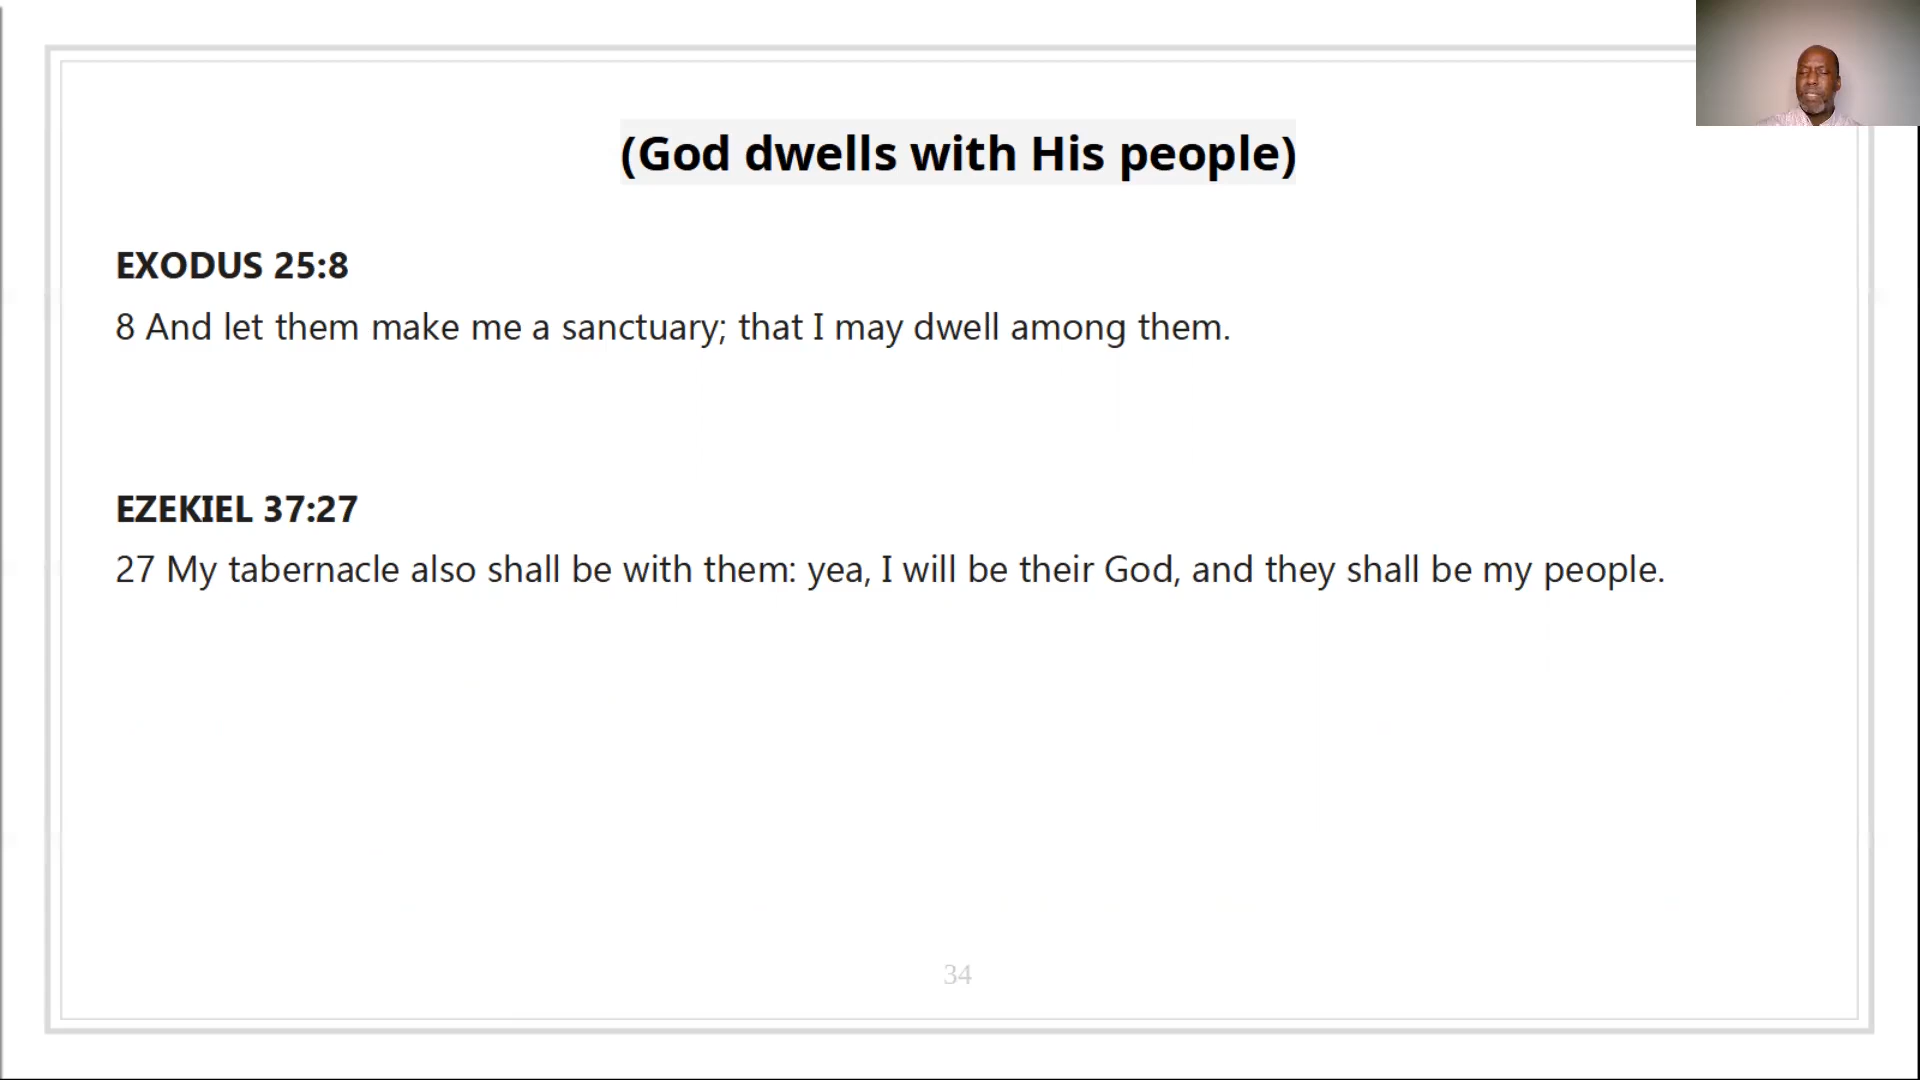 (God dwells with His people)
EXODUS 25:8
8 And let them make me a sanctuary; that I may dwell among them.
EZEKIEL 37:27
27 My tabernacle also shall be with them: yea, I will be their God, and they shall be my people.
34